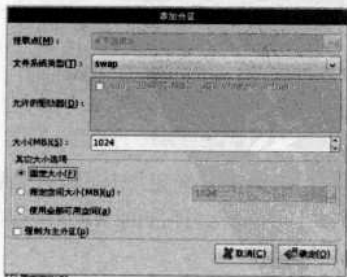 添加分区
挂载点(M)：
文件系统类型(T)：
swap
允许的驱动器(D)：
大小(MB)(S)：
1024
其它大小选项
固定大小(F)
指定空间大小(MB)(u)：
1024
使用全部可用空间(a)
强制为主分区(p)
取消(C)
确定(O)